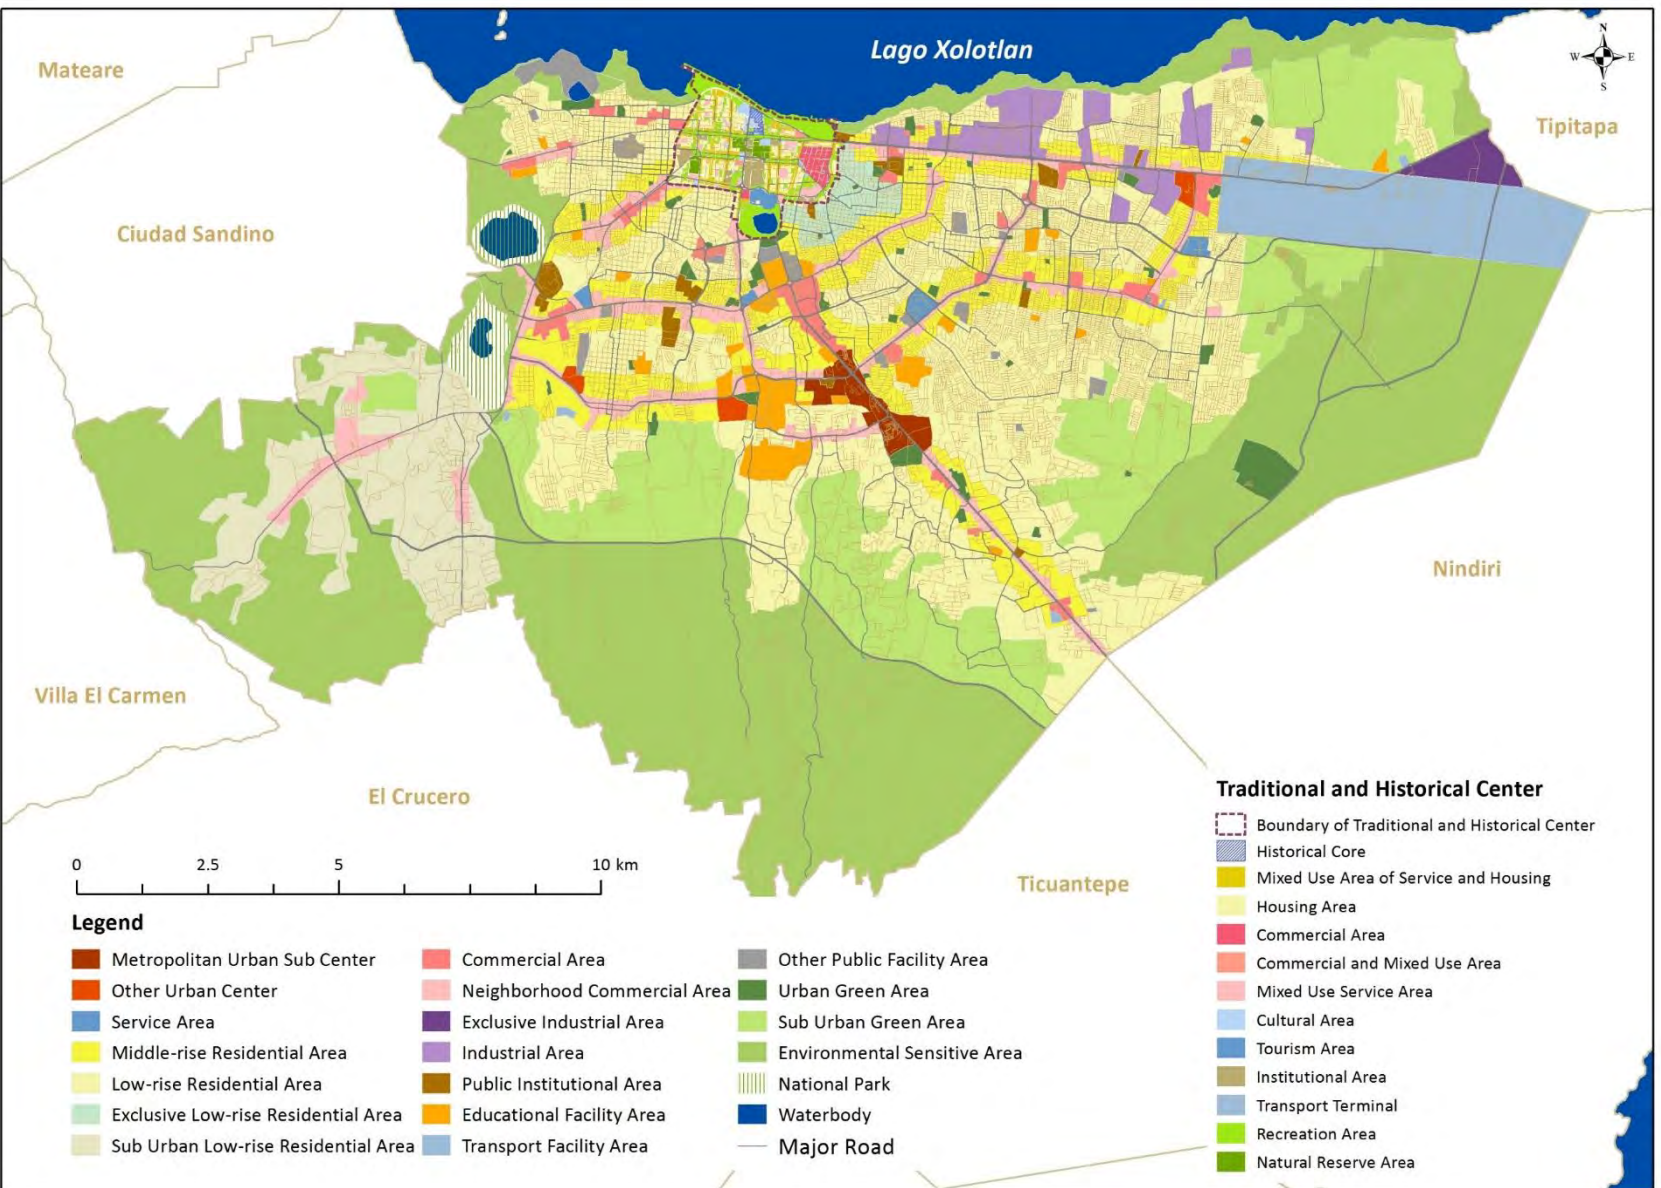 Lago Xolotlan
N
W E
S
Mateare
Tipitapa
Ciudad Sandino
Nindiri
Villa El Carmen
El Crucero
Ticuantepe
0 2.5 5 10 km
Legend
Metropolitan Urban Sub Center
Other Urban Center
Service Area
Middle-rise Residential Area
Low-rise Residential Area
Exclusive Low-rise Residential Area
Sub Urban Low-rise Residential Area
Commercial Area
Neighborhood Commercial Area
Exclusive Industrial Area
Industrial Area
Public Institutional Area
Educational Facility Area
Transport Facility Area
Other Public Facility Area
Urban Green Area
Sub Urban Green Area
Environmental Sensitive Area
National Park
Waterbody
Major Road
Traditional and Historical Center
Boundary of Traditional and Historical Center
Historical Core
Mixed Use Area of Service and Housing
Housing Area
Commercial Area
Commercial and Mixed Use Area
Mixed Use Service Area
Cultural Area
Tourism Area
Institutional Area
Transport Terminal
Recreation Area
Natural Reserve Area